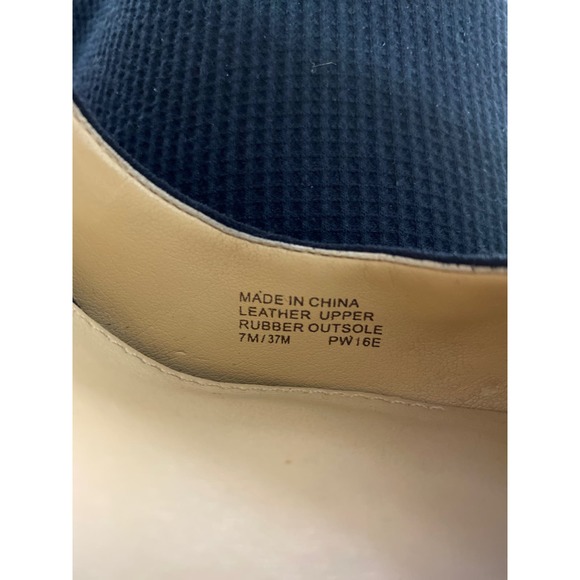 MADE IN CHINA
LEATHER UPPER
RUBBER OUTSOLE
7M/37M PW16E